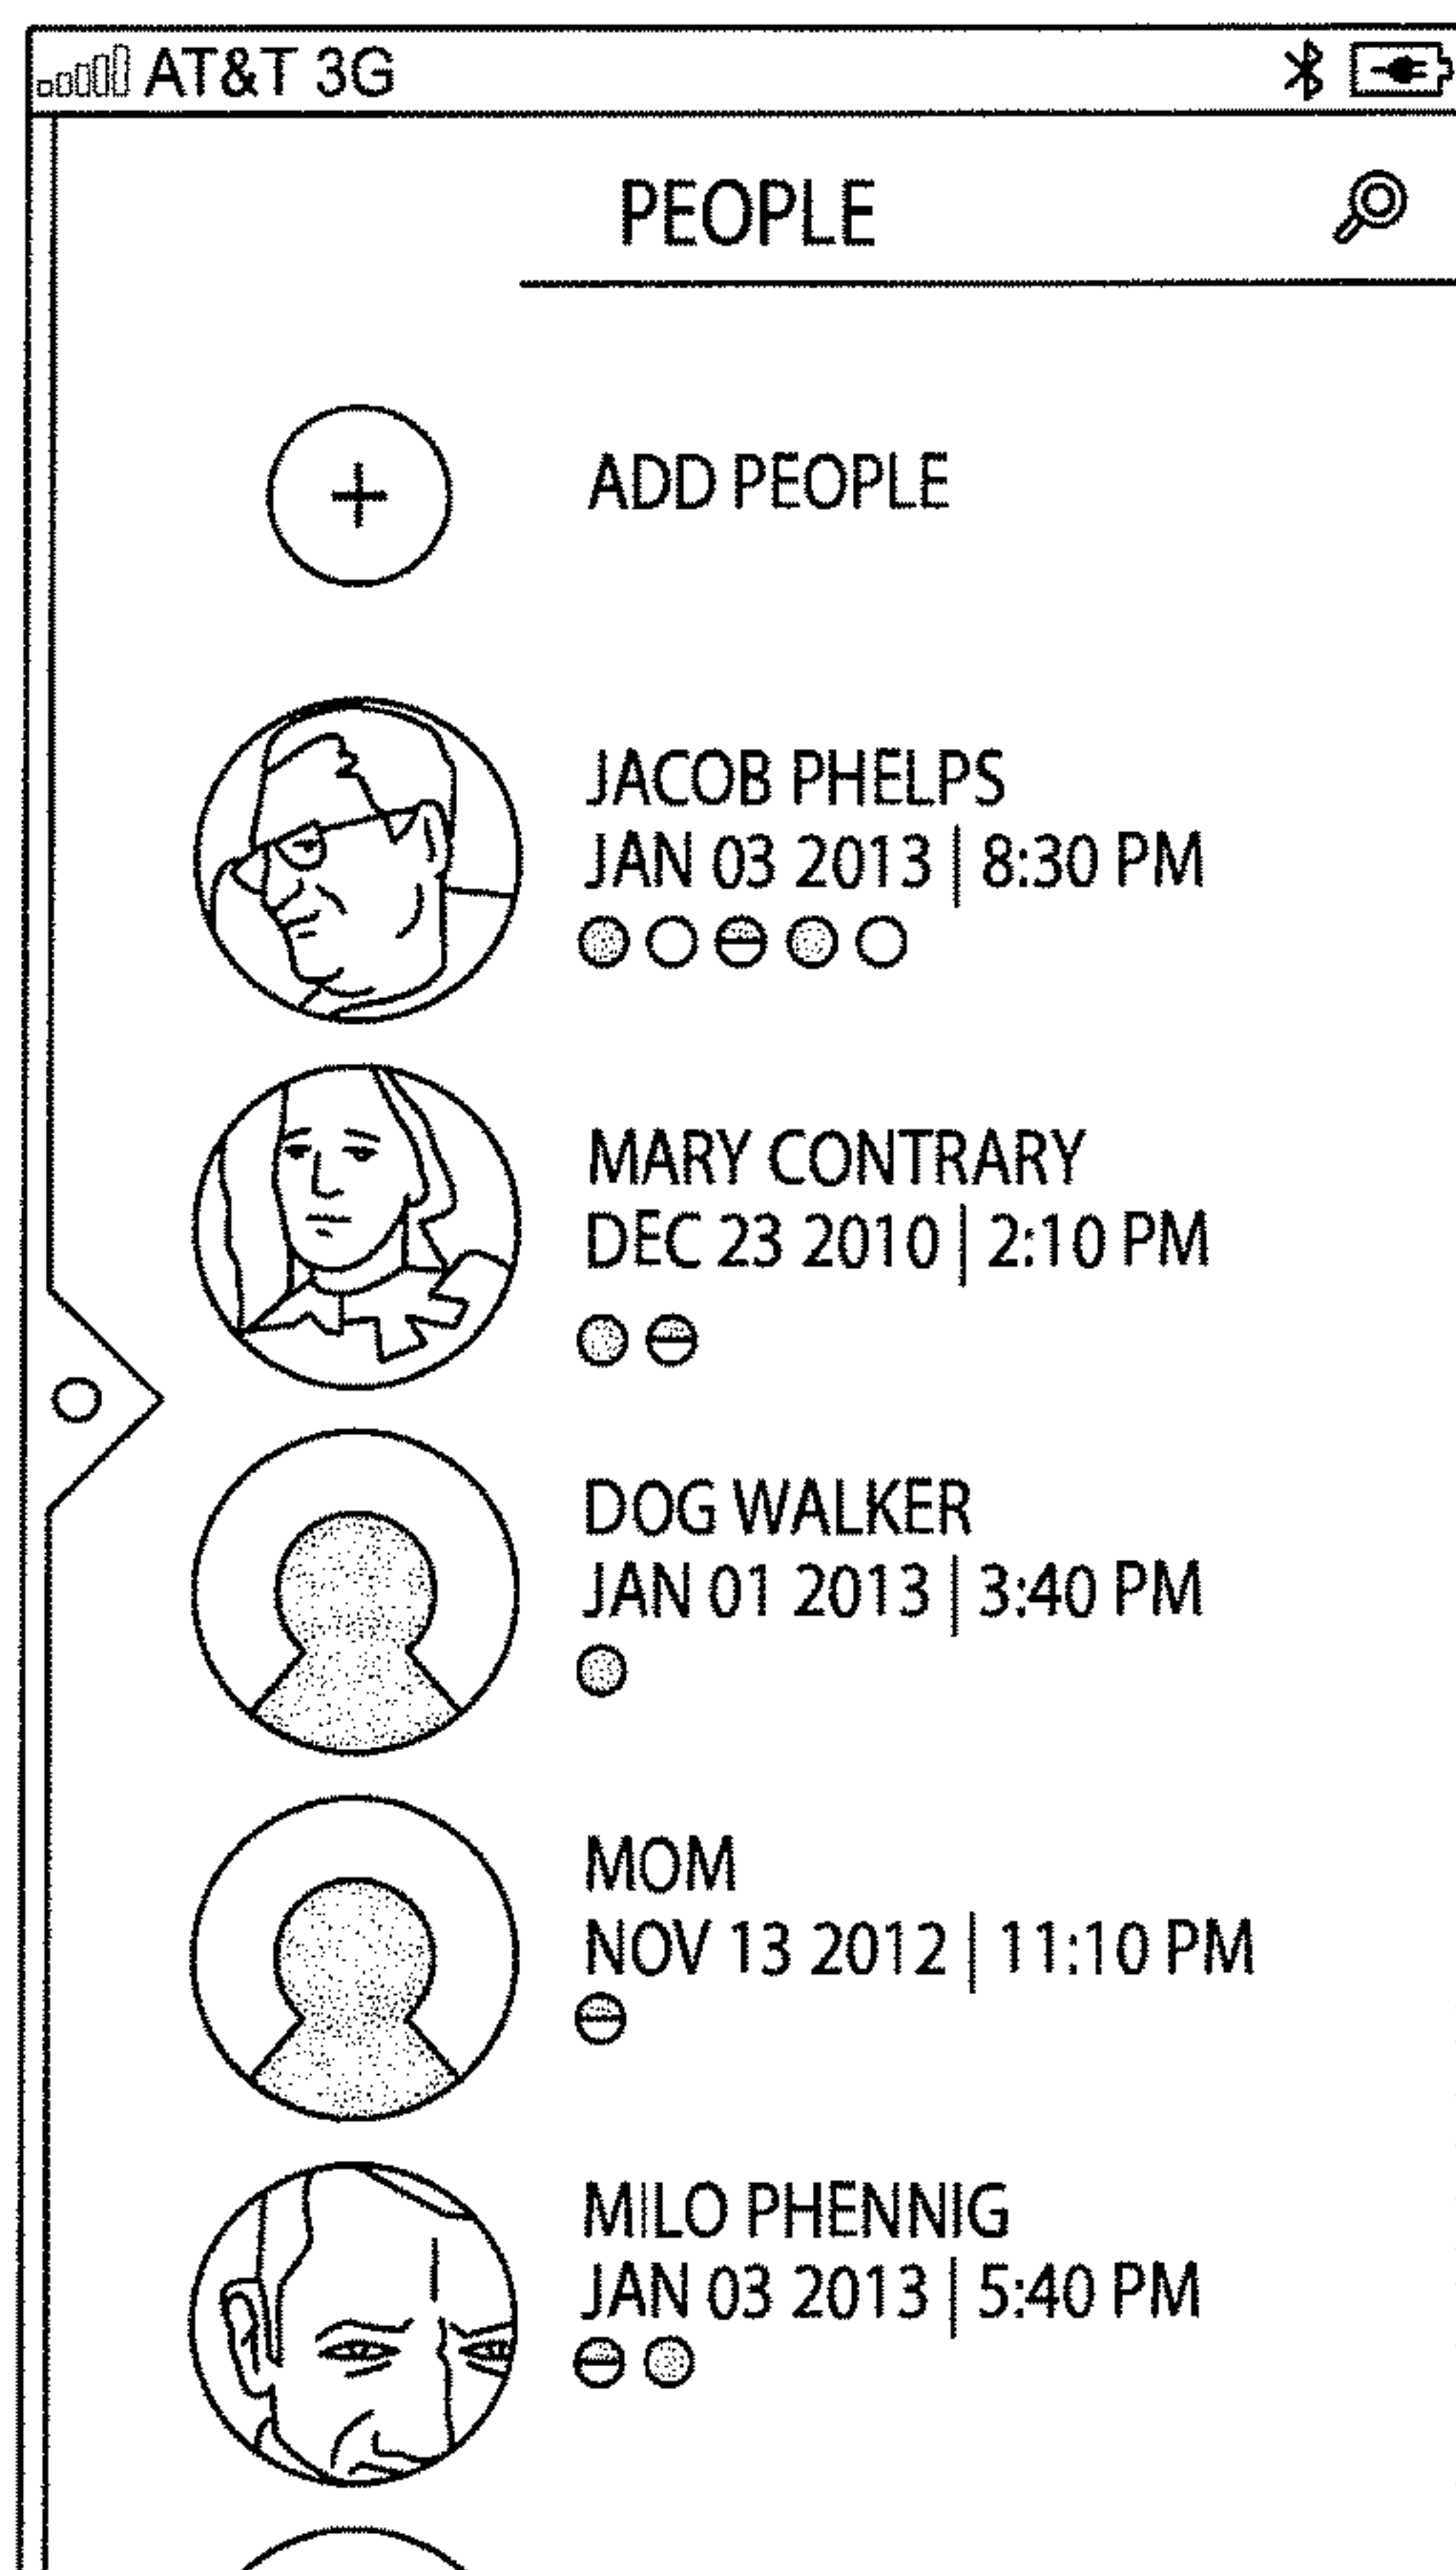 AT&T 3G
PEOPLE
ADD PEOPLE
JACOB PHELPS
JAN 03 2013 | 8:30 PM
MARY CONTRARY
DEC 23 2010 | 2:10 PM
DOG WALKER
JAN 01 2013 | 3:40 PM
MOM
NOV 13 2012 | 11:10 PM
MILO PHENNIG
JAN 03 2013 | 5:40 PM